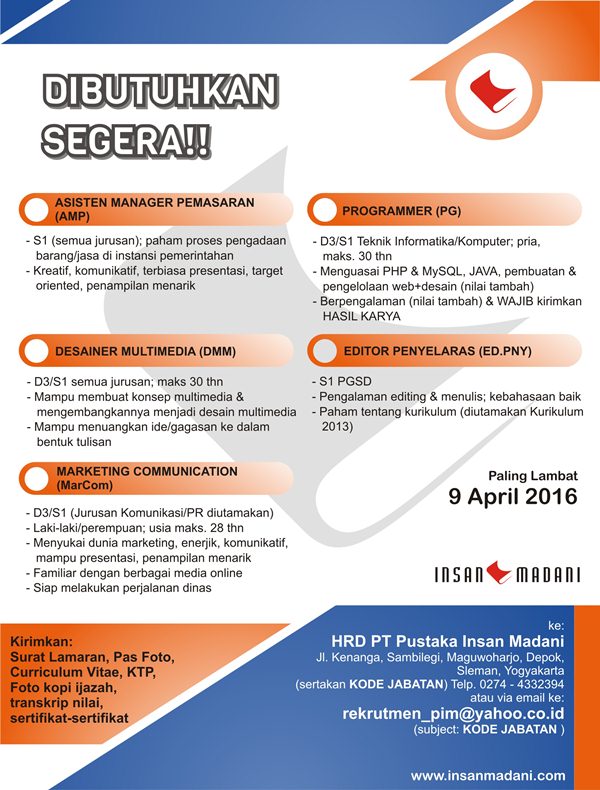 DIBUTUHKAN
SEGERA!!
ASISTEN MANAGER PEMASARAN
(AMP)
- S1 (semua jurusan); paham proses pengadaan
barang/jasa di instansi pemerintahan
- Kreatif, komunikatif, terbiasa presentasi, target
oriented, penampilan menarik
PROGRAMMER (PG)
- D3/S1 Teknik Informatika/Komputer; pria,
maks. 30 thn
- Menguasai PHP & MySQL, JAVA, pembuatan &
pengelolaan web+desain (nilai tambah)
- Berpengalaman (nilai tambah) & WAJIB kirimkan
HASIL KARYA
DESAINER MULTIMEDIA (DMM)
- D3/S1 semua jurusan; maks 30 thn
- Mampu membuat konsep multimedia &
mengembangkannya menjadi desain multimedia
- Mampu menuangkan ide/gagasan ke dalam
bentuk tulisan
EDITOR PENYELARAS (ED.PNY)
- S1 PGSD
- Pengalaman editing & menulis; kebahasaan baik
- Paham tentang kurikulum (diutamakan Kurikulum
2013)
MARKETING COMMUNICATION
(MarCom)
- D3/S1 (Jurusan Komunikasi/PR diutamakan)
- Laki-laki/perempuan; usia maks. 28 thn
- Menyukai dunia marketing, enerjik, komunikatif,
mampu presentasi, penampilan menarik
- Familiar dengan berbagai media online
- Siap melakukan perjalanan dinas
Paling Lambat
9 April 2016
INSAN MADANI
Kirimkan:
Surat Lamaran, Pas Foto,
Curriculum Vitae, KTP,
Foto kopi ijazah,
transkrip nilai,
sertifikat-sertifikat
ke:
HRD PT Pustaka Insan Madani
Jl. Kenanga, Sambilegi, Maguwoharjo, Depok,
Sleman, Yogyakarta
(sertakan KODE JABATAN) Telp. 0274 - 4332394
atau via email ke:
rekrutmen_pim@yahoo.co.id
(subject: KODE JABATAN )
www.insanmadani.com